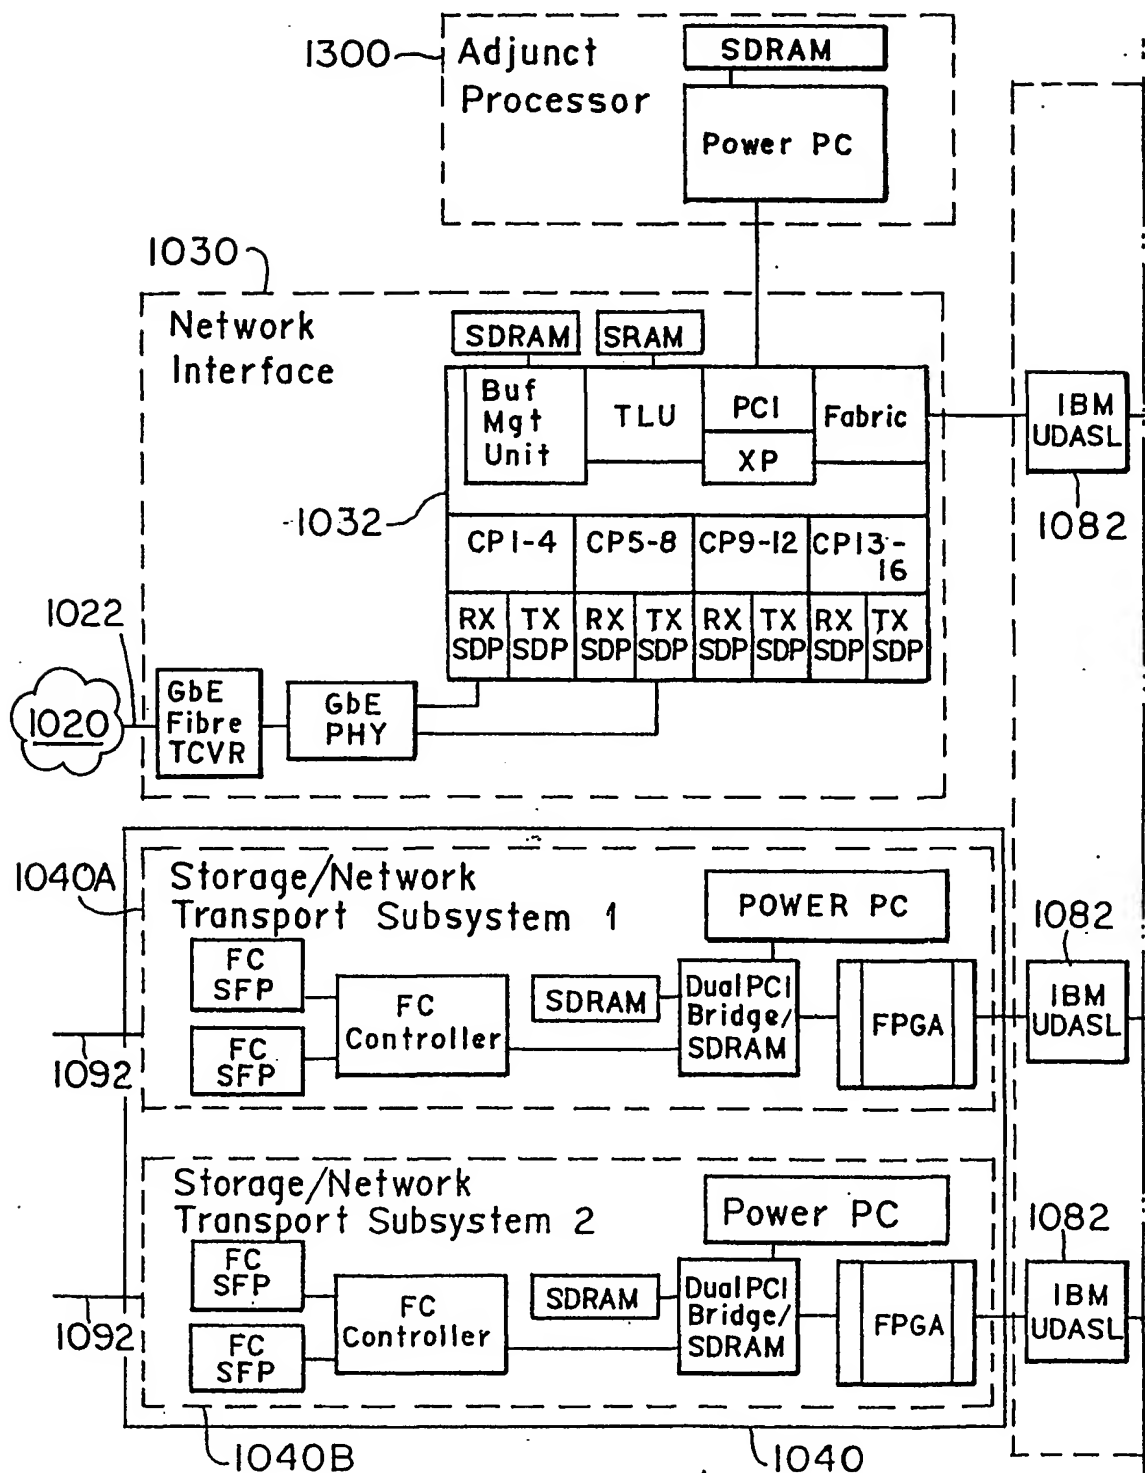 1300
Adjunct
Processor
SDRAM
Power PC
1030
Network
Interface
SDRAM
SRAM
Buf
Mgt
Unit
TLU
PCI
XP
Fabric
IBM
UDASL
1082
1032
CP1-4
CP5-8
CP9-12
CP13-
16
RX
SDP
TX
SDP
RX
SDP
TX
SDP
RX
SDP
TX
SDP
RX
SDP
TX
SDP
1022
1020
GbE
Fibre
TCVR
GbE
PHY
1040A
Storage/Network
Transport Subsystem 1
POWER PC
FC
SFP
FC
SFP
FC
Controller
SDRAM
Dual PCI
Bridge/
SDRAM
FPGA
1082
IBM
UDASL
1092
Storage/Network
Transport Subsystem 2
Power PC
FC
SFP
FC
SFP
FC
Controller
SDRAM
Dual PCI
Bridge/
SDRAM
FPGA
1082
IBM
UDASL
1092
1040B
1040